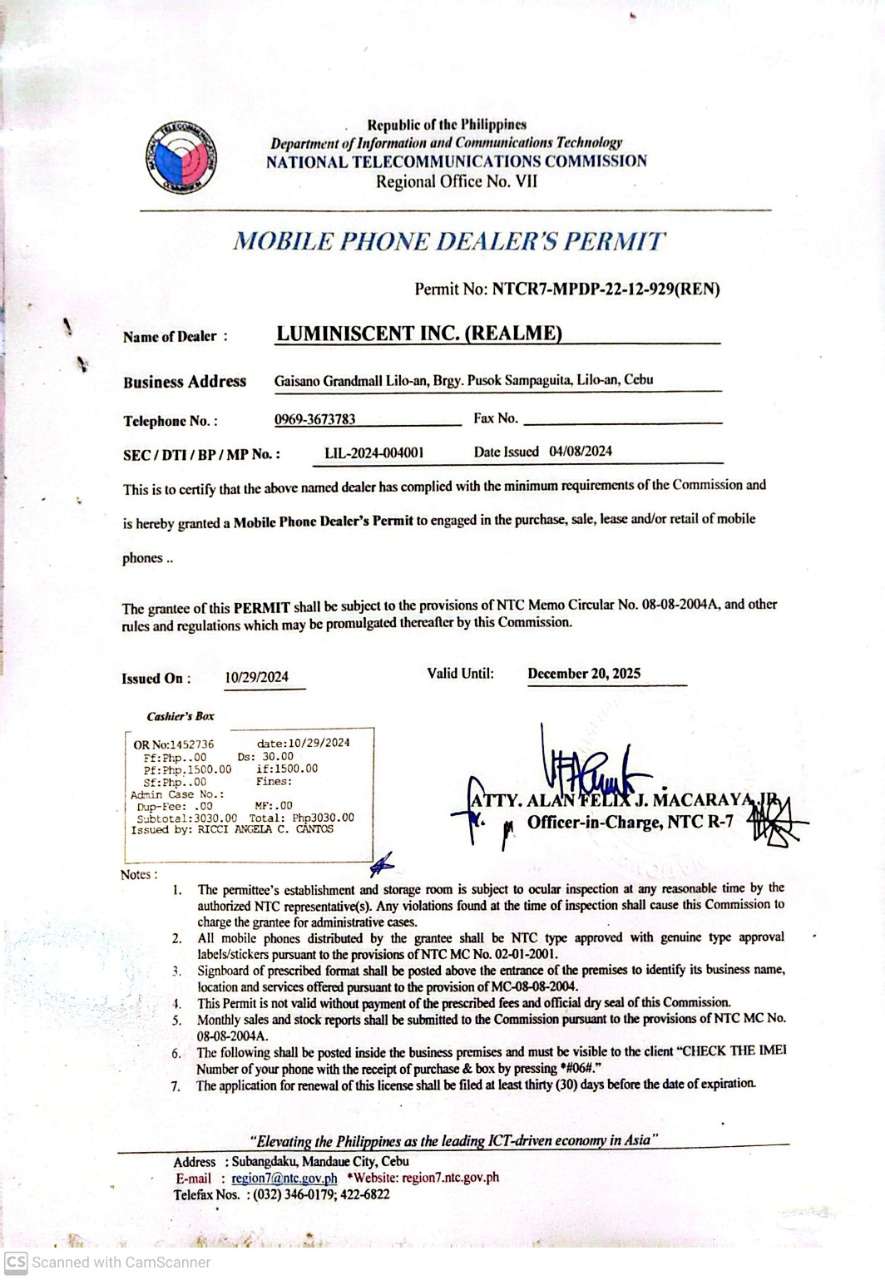 Republic of the Philippines
Department of Information and Communications Technology
NATIONAL TELECOMMUNICATIONS COMMISSION
Regional Office No. VII
NATIONAL TELECOMMUNICATIONS COMMISSION
MOBILE PHONE DEALER'S PERMIT
Permit No: NTCR7-MPDP-22-12-929(REN)
Name of Dealer : LUMINISCENT INC. (REALME)
Business Address Gaisano Grandmall Lilo-an, Brgy. Pusok Sampaguita, Lilo-an, Cebu
Telephone No. : 0969-3673783 Fax No.
SEC / DTI / BP / MP No. : LIL-2024-004001 Date Issued 04/08/2024
This is to certify that the above named dealer has complied with the minimum requirements of the Commission and
is hereby granted a Mobile Phone Dealer's Permit to engaged in the purchase, sale, lease and/or retail of mobile
phones ..
The grantee of this PERMIT shall be subject to the provisions of NTC Memo Circular No. 08-08-2004A, and other
rules and regulations which may be promulgated thereafter by this Commission.
Issued On : 10/29/2024 Valid Until: December 20, 2025
Cashier's Box
OR No:1452736 date:10/29/2024
Ff:Php..00 Ds: 30.00
Pf:Php.1500.00 if:1500.00
Sf:Php..00 Fines:
Admin Case No.:
Dup-Fee: .00 MF:.00
Subtotal:3030.00 Total: Php3030.00
Issued by: RICCI ANGELA C. CANTOS
ATTY. ALAN FELIX J. MACARAYA, JR.
Officer-in-Charge, NTC R-7
Notes :
1. The permittee's establishment and storage room is subject to ocular inspection at any reasonable time by the
authorized NTC representative(s). Any violations found at the time of inspection shall cause this Commission to
charge the grantee for administrative cases.
2. All mobile phones distributed by the grantee shall be NTC type approved with genuine type approval
labels/stickers pursuant to the provisions of NTC MC No. 02-01-2001.
3. Signboard of prescribed format shall be posted above the entrance of the premises to identify its business name,
location and services offered pursuant to the provision of MC-08-08-2004.
4. This Permit is not valid without payment of the prescribed fees and official dry seal of this Commission.
5. Monthly sales and stock reports shall be submitted to the Commission pursuant to the provisions of NTC MC No.
08-08-2004A.
6. The following shall be posted inside the business premises and must be visible to the client “CHECK THE IMEI
Number of your phone with the receipt of purchase & box by pressing *#06#.”
7. The application for renewal of this license shall be filed at least thirty (30) days before the date of expiration.
"Elevating the Philippines as the leading ICT-driven economy in Asia"
Address : Subangdaku, Mandaue City, Cebu
E-mail : region7@ntc.gov.ph *Website: region7.ntc.gov.ph
Telefax Nos. : (032) 346-0179; 422-6822
CS Scanned with CamScanner